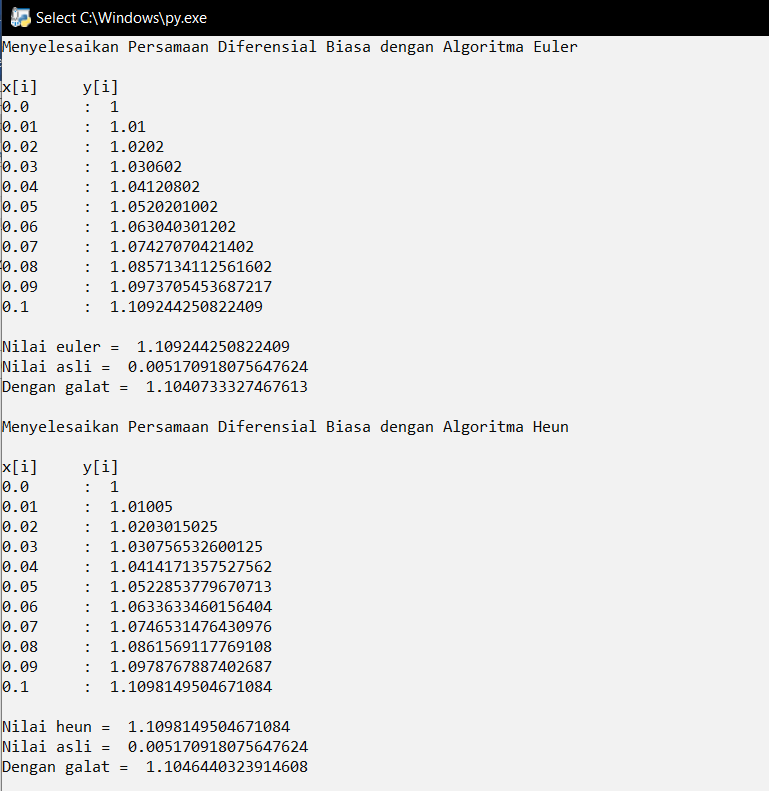 Select C:\Windows\py.exe
Menyelesaikan Persamaan Diferensial Biasa dengan Algoritma Euler
x[i] y[i]
0.0 : 1
0.01 : 1.01
0.02 : 1.0202
0.03 : 1.030602
0.04 : 1.04120802
0.05 : 1.0520201002
0.06 : 1.063040301202
0.07 : 1.07427070421402
0.08 : 1.0857134112561602
0.09 : 1.0973705453687217
0.1 : 1.109244250822409
Nilai euler = 1.109244250822409
Nilai asli = 0.005170918075647624
Dengan galat = 1.1040733327467613
Menyelesaikan Persamaan Diferensial Biasa dengan Algoritma Heun
x[i] y[i]
0.0 : 1
0.01 : 1.01005
0.02 : 1.0203015025
0.03 : 1.030756532600125
0.04 : 1.0414171357527562
0.05 : 1.0522853779670713
0.06 : 1.0633633460156404
0.07 : 1.0746531476430976
0.08 : 1.0861569117769108
0.09 : 1.0978767887402687
0.1 : 1.1098149504671084
Nilai heun = 1.1098149504671084
Nilai asli = 0.005170918075647624
Dengan galat = 1.1046440323914608